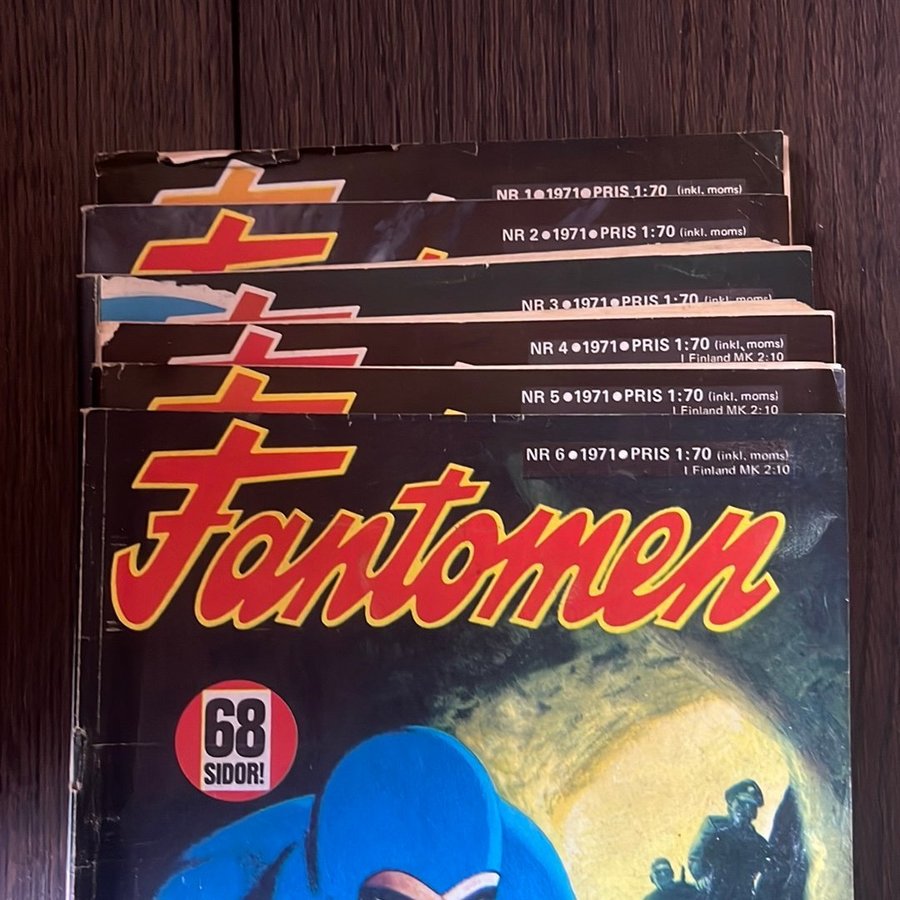 NR 1●1971●PRIS 1:70 (inkl, moms)
NR 2●1971●PRIS 1:70 (inkl, moms)
NR 3●1971●PRIS 1:70 (inkl, moms)
NR 4●1971●PRIS 1:70 (inkl, moms)
I Finland MK 2:10
NR 5●1971●PRIS 1:70 (inkl, moms)
I Finland MK 2:10
NR 6●1971●PRIS 1:70 (inkl, moms)
I Finland MK 2:10
Fantomen
68
SIDOR!